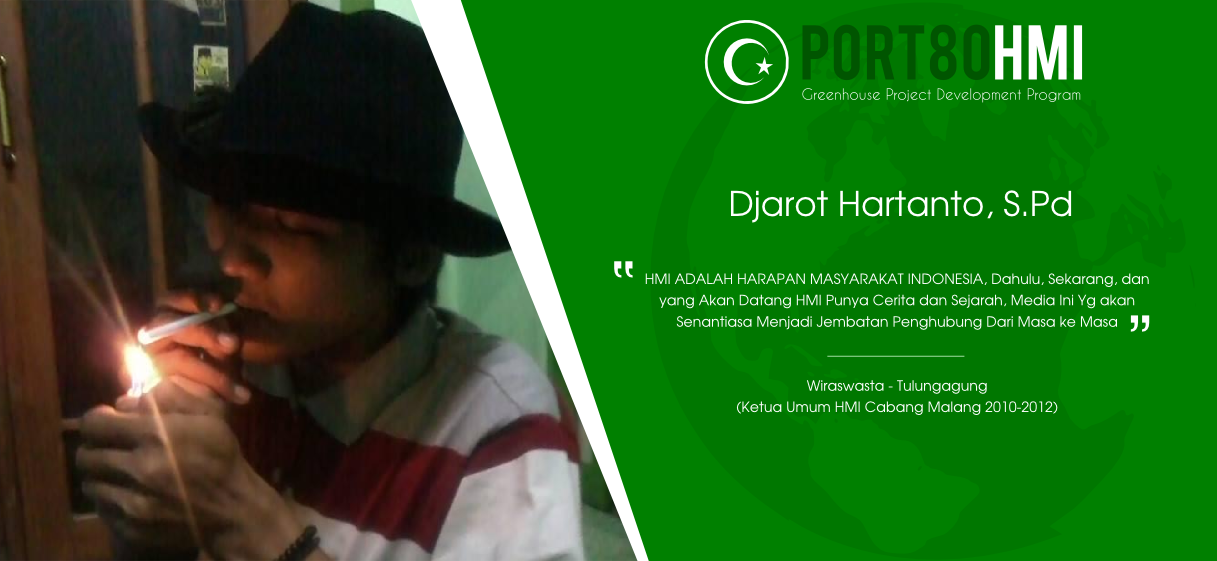 PORT80HMI
Greenhouse Project Development Program
Djarot Hartanto, S.Pd
" HMI ADALAH HARAPAN MASYARAKAT INDONESIA, Dahulu, Sekarang, dan
yang Akan Datang HMI Punya Cerita dan Sejarah, Media Ini Yg akan
Senantiasa Menjadi Jembatan Penghubung Dari Masa ke Masa "
Wiraswasta - Tulungagung
(Ketua Umum HMI Cabang Malang 2010-2012)